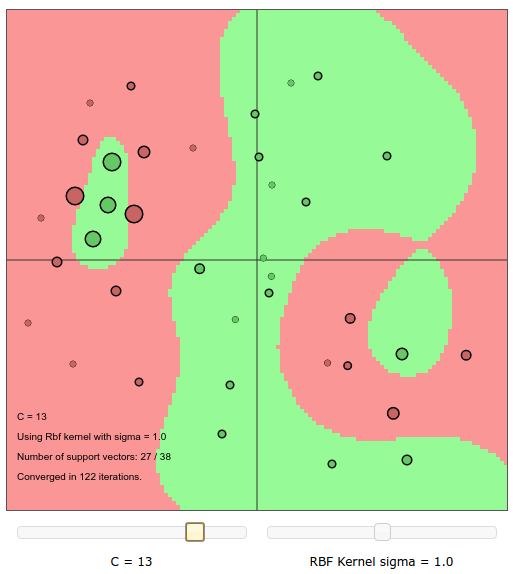 C = 13
Using Rbf kernel with sigma = 1.0
Number of support vectors: 27 / 38
Converged in 122 iterations.
C = 13
RBF Kernel sigma = 1.0